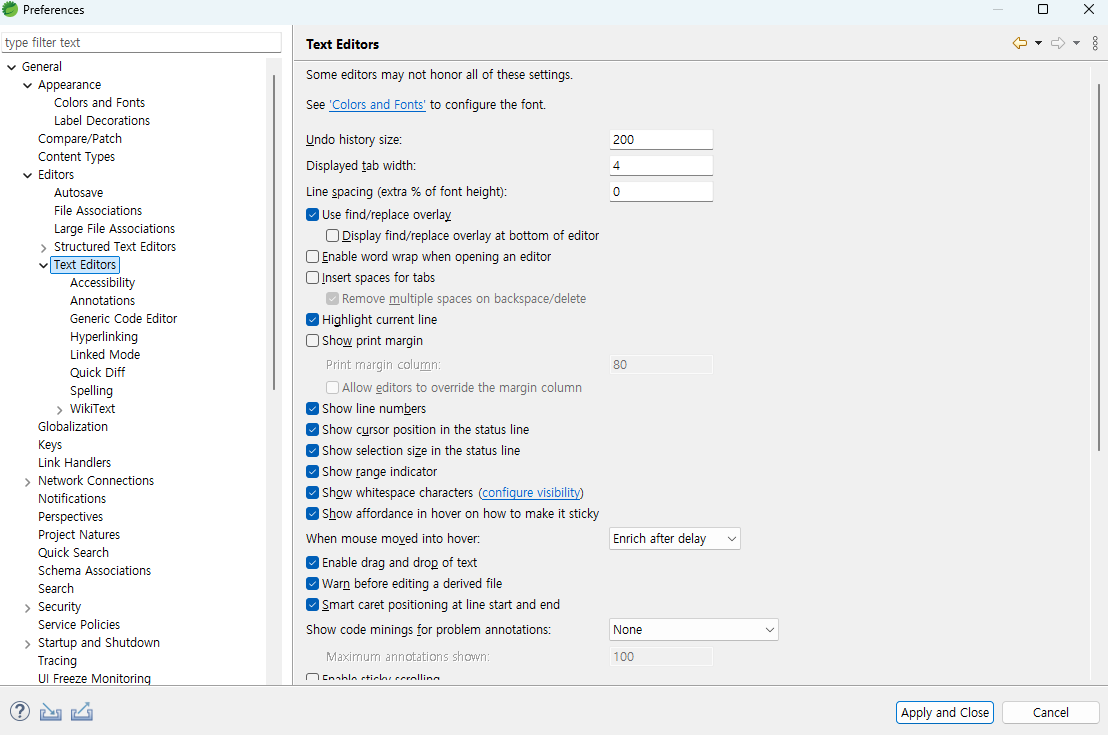 Preferences
type filter text
General
Appearance
Colors and Fonts
Label Decorations
Compare/Patch
Content Types
Editors
Autosave
File Associations
Large File Associations
Structured Text Editors
Text Editors
Accessibility
Annotations
Generic Code Editor
Hyperlinking
Linked Mode
Quick Diff
Spelling
WikiText
Globalization
Keys
Link Handlers
Network Connections
Notifications
Perspectives
Project Natures
Quick Search
Schema Associations
Search
Security
Service Policies
Startup and Shutdown
Tracing
UI Freeze Monitoring
Text Editors
Some editors may not honor all of these settings.
See 'Colors and Fonts' to configure the font.
Undo history size: 200
Displayed tab width: 4
Line spacing (extra % of font height): 0
Use find/replace overlay
Display find/replace overlay at bottom of editor
Enable word wrap when opening an editor
Insert spaces for tabs
Remove multiple spaces on backspace/delete
Highlight current line
Show print margin
Print margin column: 80
Allow editors to override the margin column
Show line numbers
Show cursor position in the status line
Show selection size in the status line
Show range indicator
Show whitespace characters (configure visibility)
Show affordance in hover on how to make it sticky
When mouse moved into hover: Enrich after delay
Enable drag and drop of text
Warn before editing a derived file
Smart caret positioning at line start and end
Show code minings for problem annotations: None
Maximum annotations shown: 100
Enable sticky scrolling
Apply and Close
Cancel